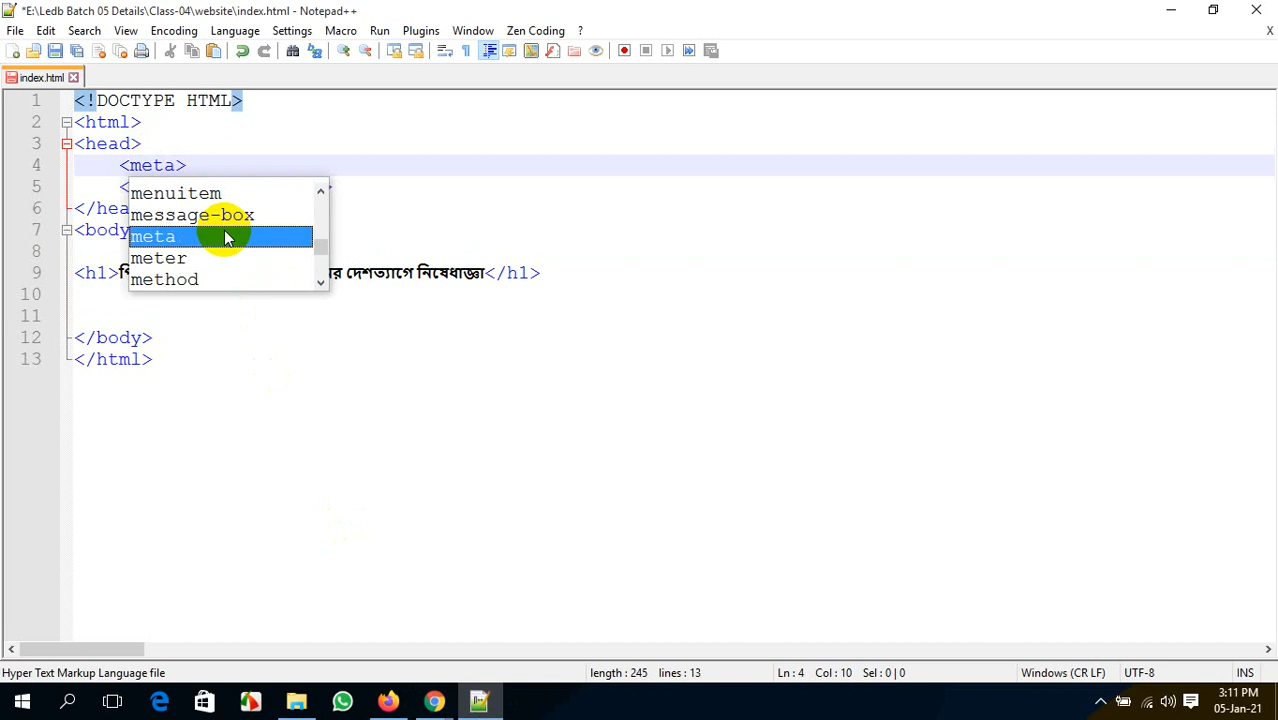 *E:\Ledb Batch 05 Details\Class-04\website\index.html - Notepad++
File Edit Search View Encoding Language Settings Macro Run Plugins Window Zen Coding ? X
index.html
1 <!DOCTYPE HTML>
2 <html>
3 <head>
4 <meta>
5 < >
6 </hea
7 <body
8
9 <h1> দেশত্যাগে নিষেধাজ্ঞা</h1>
10
11
12 </body>
13 </html>
menuitem
message-box
meta
meter
method
Hyper Text Markup Language file length : 245 lines : 13 Ln : 4 Col : 10 Sel : 0 | 0 Windows (CR LF) UTF-8 INS
3:11 PM
05-Jan-21